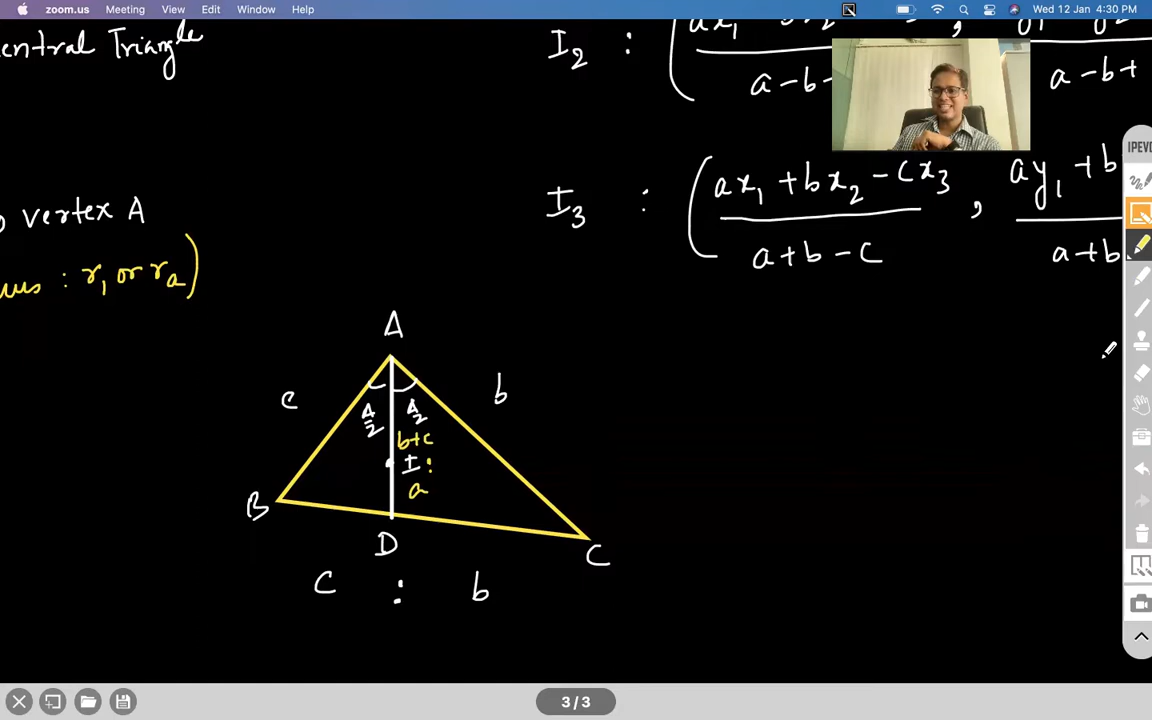 zoom.us Meeting View Edit Window Help Wed 12 Jan 4:30 PM
entral Triangle
I₂ :
a-b-
a-b+
vertex A
: r₁ or rₐ)
I₃ : (ax₁ + bx₂ - cx₃ / a+b-c , ay₁ + b / a+b
IPEVO
A
c
b
A/2
A/2
b+c
I :
a
B
D
C
C : b
3 / 3